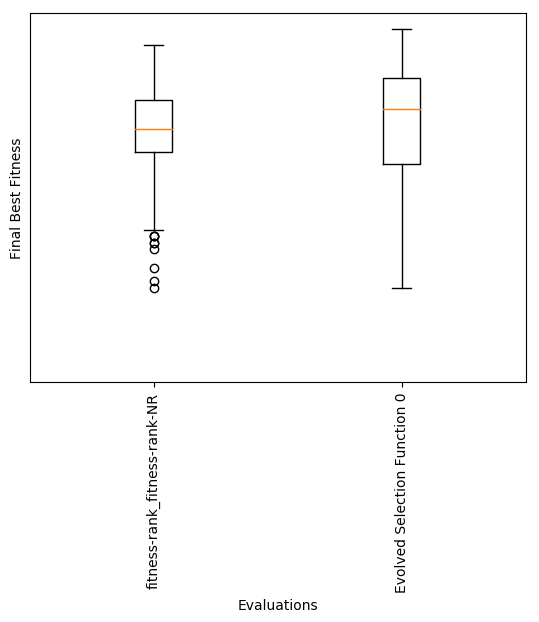 Final Best Fitness
fitness-rank_fitness-rank-NR
Evolved Selection Function 0
Evaluations